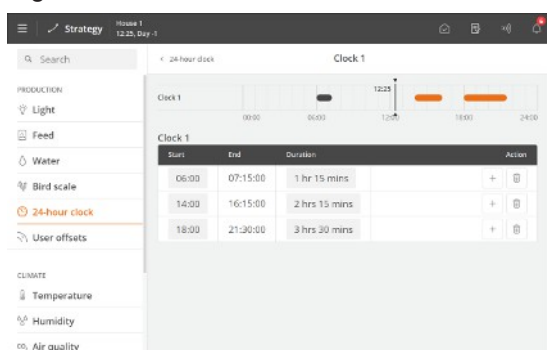 Strategy
House 1
12:25, Day -1
Search
24-hour clock
Clock 1
PRODUCTION
Light
Feed
Water
Bird scale
24-hour clock
User offsets
CLIMATE
Temperature
Humidity
CO₂ Air quality
Clock 1
12:25
00:00 06:00 12:00 18:00 24:00
Clock 1
Start End Duration Action
06:00 07:15:00 1 hr 15 mins
14:00 16:15:00 2 hrs 15 mins
18:00 21:30:00 3 hrs 30 mins